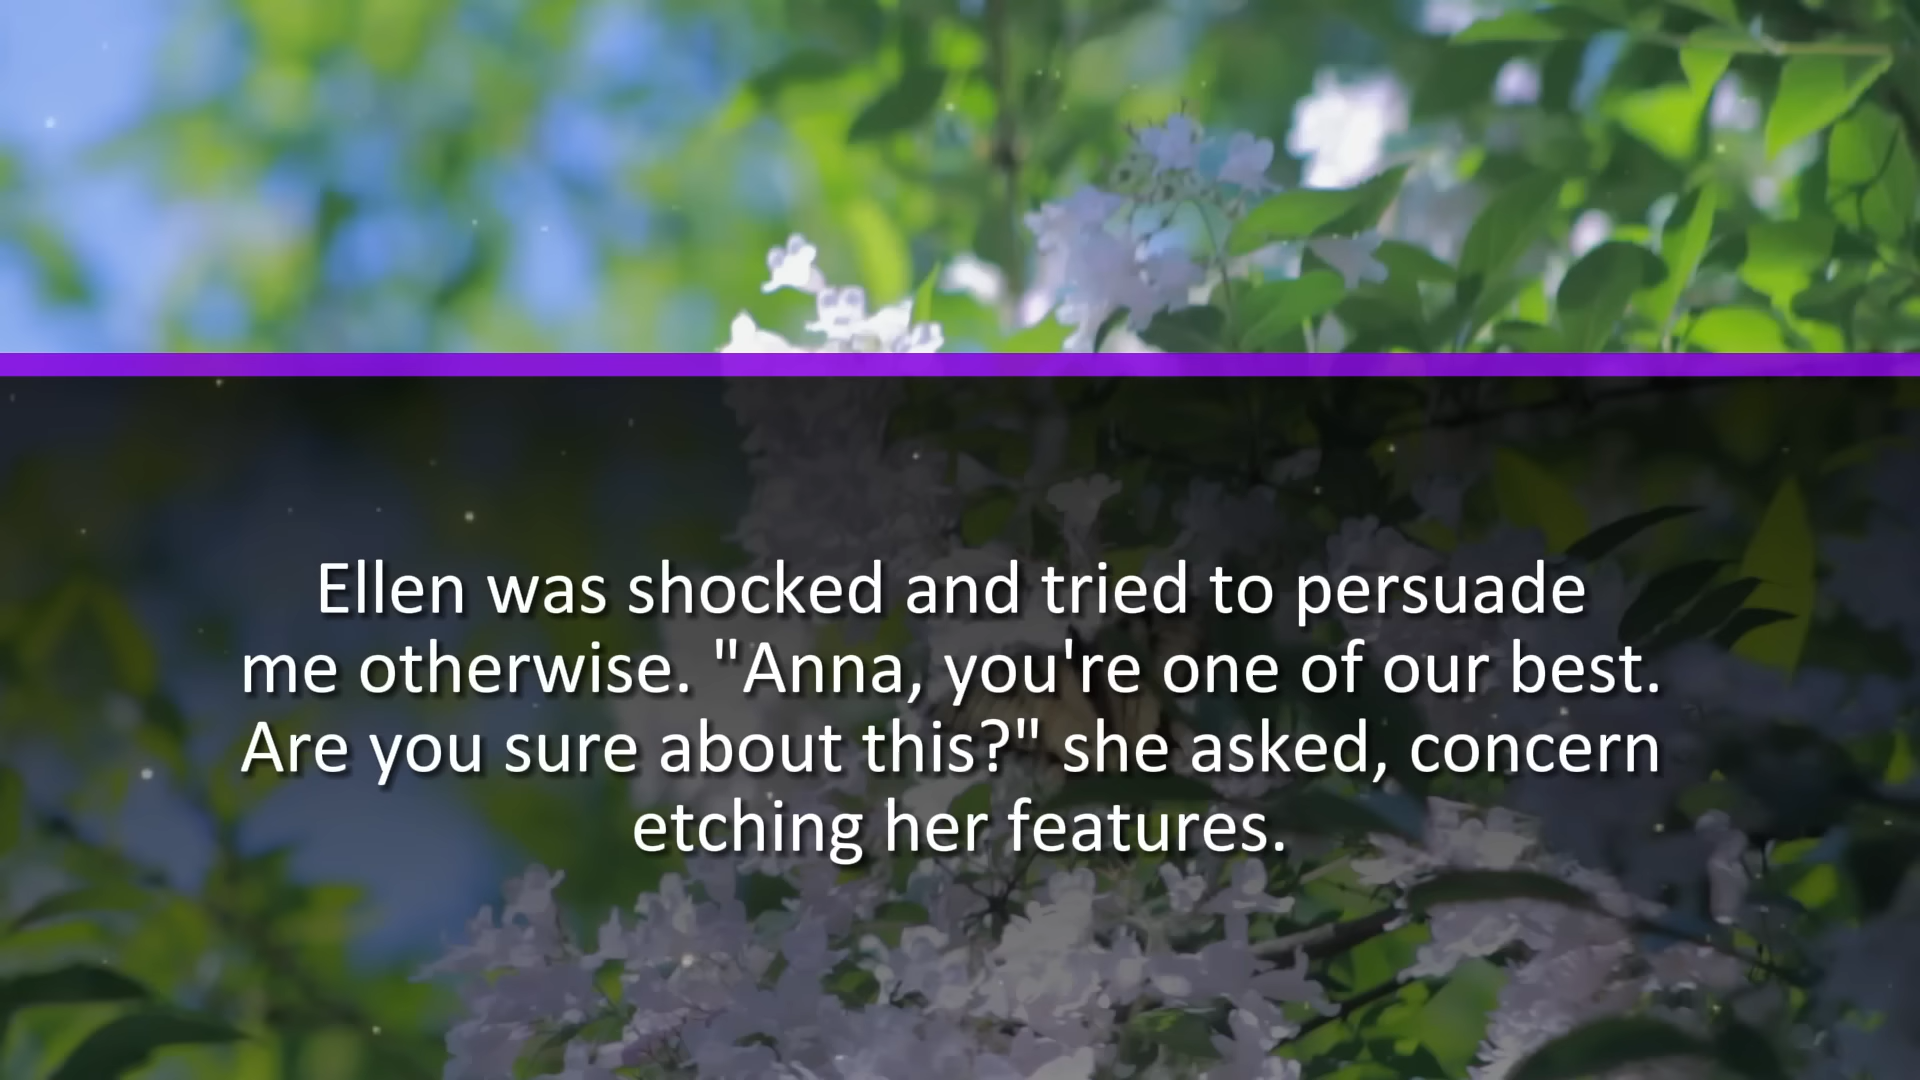 Ellen was shocked and tried to persuade
me otherwise. "Anna, you're one of our best.
Are you sure about this?" she asked, concern
etching her features.